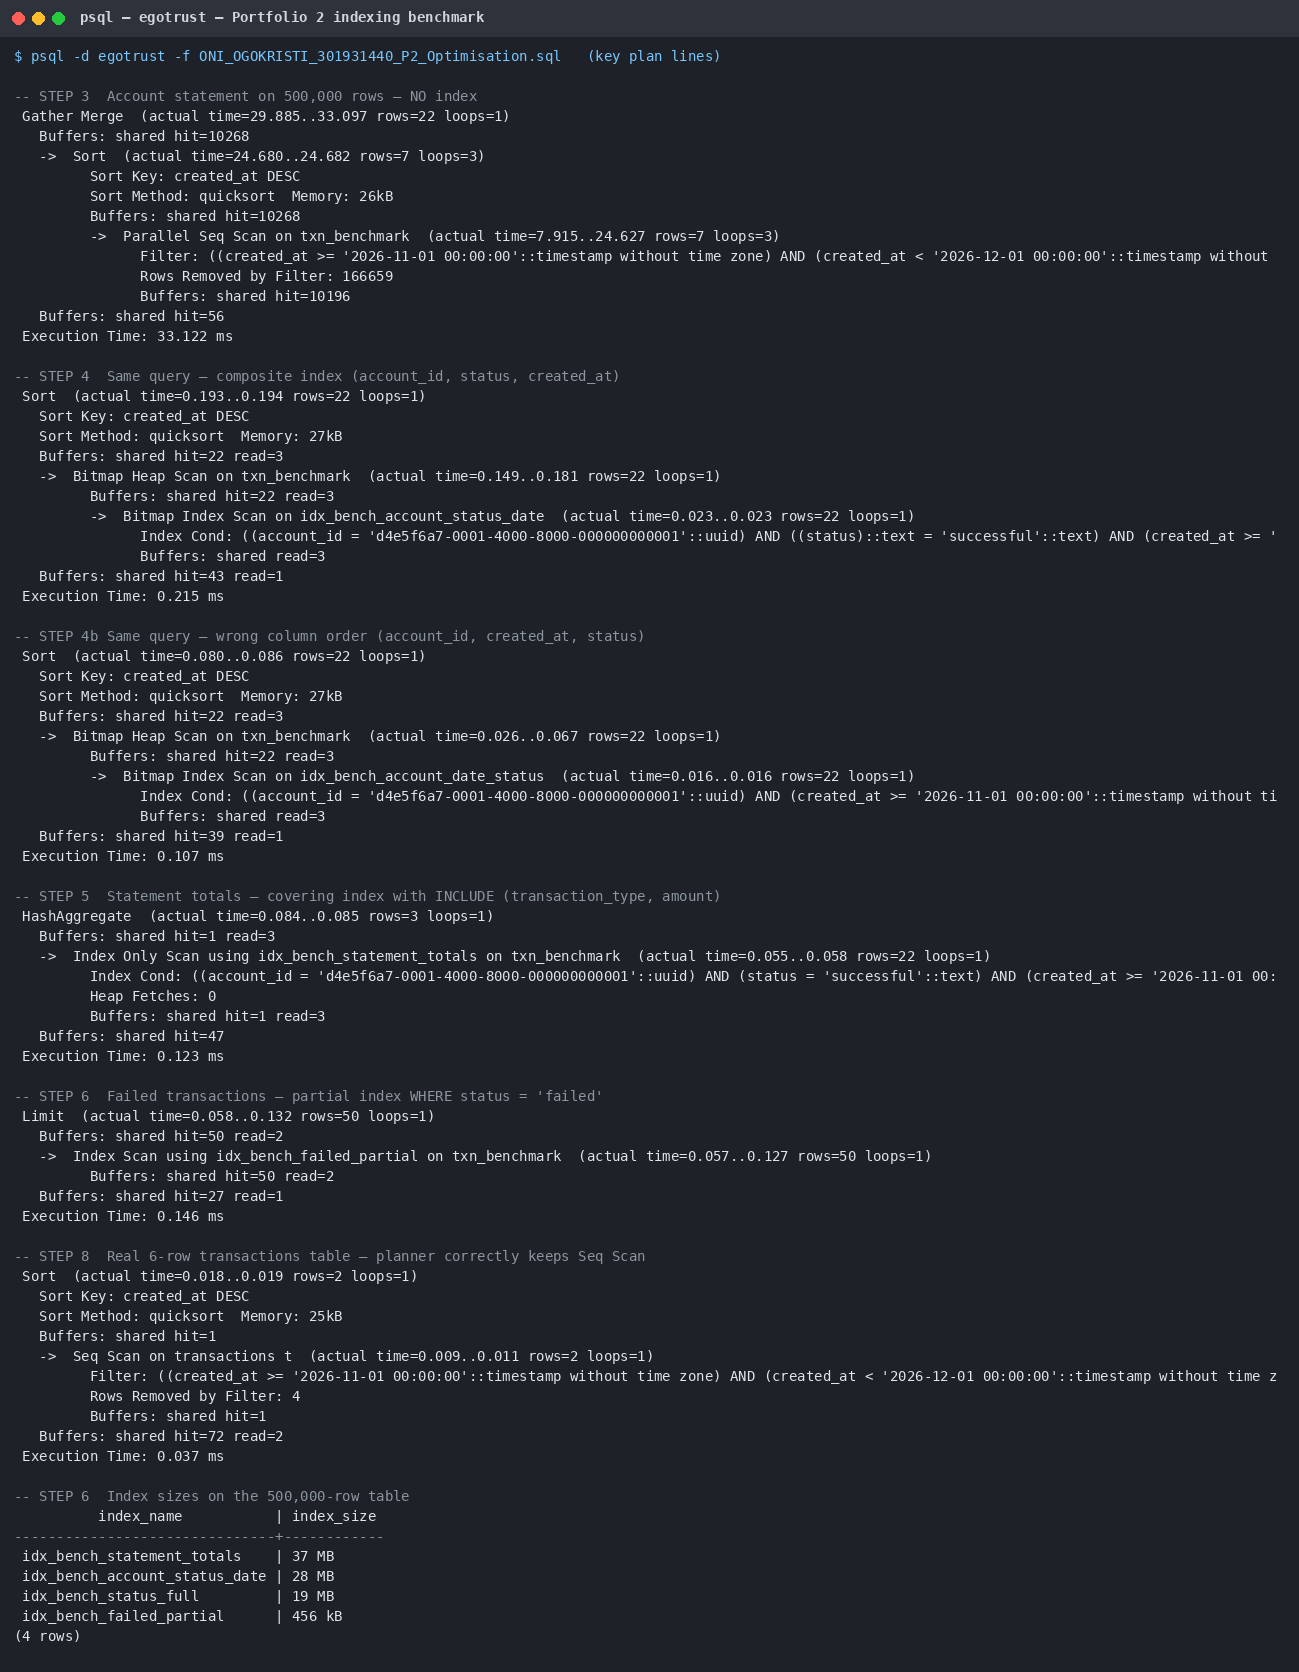 psql — egotrust — Portfolio 2 indexing benchmark
$ psql -d egotrust -f ONI_OGOKRISTI_301931440_P2_Optimisation.sql   (key plan lines)
-- STEP 3  Account statement on 500,000 rows — NO index
 Gather Merge  (actual time=29.885..33.097 rows=22 loops=1)
   Buffers: shared hit=10268
   ->  Sort  (actual time=24.680..24.682 rows=7 loops=3)
         Sort Key: created_at DESC
         Sort Method: quicksort  Memory: 26kB
         Buffers: shared hit=10268
         ->  Parallel Seq Scan on txn_benchmark  (actual time=7.915..24.627 rows=7 loops=3)
               Filter: ((created_at >= '2026-11-01 00:00:00'::timestamp without time zone) AND (created_at < '2026-12-01 00:00:00'::timestamp without
               Rows Removed by Filter: 166659
               Buffers: shared hit=10196
   Buffers: shared hit=56
 Execution Time: 33.122 ms
-- STEP 4  Same query — composite index (account_id, status, created_at)
 Sort  (actual time=0.193..0.194 rows=22 loops=1)
   Sort Key: created_at DESC
   Sort Method: quicksort  Memory: 27kB
   Buffers: shared hit=22 read=3
   ->  Bitmap Heap Scan on txn_benchmark  (actual time=0.149..0.181 rows=22 loops=1)
         Buffers: shared hit=22 read=3
         ->  Bitmap Index Scan on idx_bench_account_status_date  (actual time=0.023..0.023 rows=22 loops=1)
               Index Cond: ((account_id = 'd4e5f6a7-0001-4000-8000-000000000001'::uuid) AND ((status)::text = 'successful'::text) AND (created_at >= '
               Buffers: shared read=3
   Buffers: shared hit=43 read=1
 Execution Time: 0.215 ms
-- STEP 4b Same query — wrong column order (account_id, created_at, status)
 Sort  (actual time=0.080..0.086 rows=22 loops=1)
   Sort Key: created_at DESC
   Sort Method: quicksort  Memory: 27kB
   Buffers: shared hit=22 read=3
   ->  Bitmap Heap Scan on txn_benchmark  (actual time=0.026..0.067 rows=22 loops=1)
         Buffers: shared hit=22 read=3
         ->  Bitmap Index Scan on idx_bench_account_date_status  (actual time=0.016..0.016 rows=22 loops=1)
               Index Cond: ((account_id = 'd4e5f6a7-0001-4000-8000-000000000001'::uuid) AND (created_at >= '2026-11-01 00:00:00'::timestamp without ti
               Buffers: shared read=3
   Buffers: shared hit=39 read=1
 Execution Time: 0.107 ms
-- STEP 5  Statement totals — covering index with INCLUDE (transaction_type, amount)
 HashAggregate  (actual time=0.084..0.085 rows=3 loops=1)
   Buffers: shared hit=1 read=3
   ->  Index Only Scan using idx_bench_statement_totals on txn_benchmark  (actual time=0.055..0.058 rows=22 loops=1)
         Index Cond: ((account_id = 'd4e5f6a7-0001-4000-8000-000000000001'::uuid) AND (status = 'successful'::text) AND (created_at >= '2026-11-01 00:
         Heap Fetches: 0
         Buffers: shared hit=1 read=3
   Buffers: shared hit=47
 Execution Time: 0.123 ms
-- STEP 6  Failed transactions — partial index WHERE status = 'failed'
 Limit  (actual time=0.058..0.132 rows=50 loops=1)
   Buffers: shared hit=50 read=2
   ->  Index Scan using idx_bench_failed_partial on txn_benchmark  (actual time=0.057..0.127 rows=50 loops=1)
         Buffers: shared hit=50 read=2
   Buffers: shared hit=27 read=1
 Execution Time: 0.146 ms
-- STEP 8  Real 6-row transactions table — planner correctly keeps Seq Scan
 Sort  (actual time=0.018..0.019 rows=2 loops=1)
   Sort Key: created_at DESC
   Sort Method: quicksort  Memory: 25kB
   Buffers: shared hit=1
   ->  Seq Scan on transactions t  (actual time=0.009..0.011 rows=2 loops=1)
         Filter: ((created_at >= '2026-11-01 00:00:00'::timestamp without time zone) AND (created_at < '2026-12-01 00:00:00'::timestamp without time z
         Rows Removed by Filter: 4
         Buffers: shared hit=1
   Buffers: shared hit=72 read=2
 Execution Time: 0.037 ms
-- STEP 6  Index sizes on the 500,000-row table
          index_name           | index_size
-------------------------------+------------
 idx_bench_statement_totals    | 37 MB
 idx_bench_account_status_date | 28 MB
 idx_bench_status_full         | 19 MB
 idx_bench_failed_partial      | 456 kB
(4 rows)